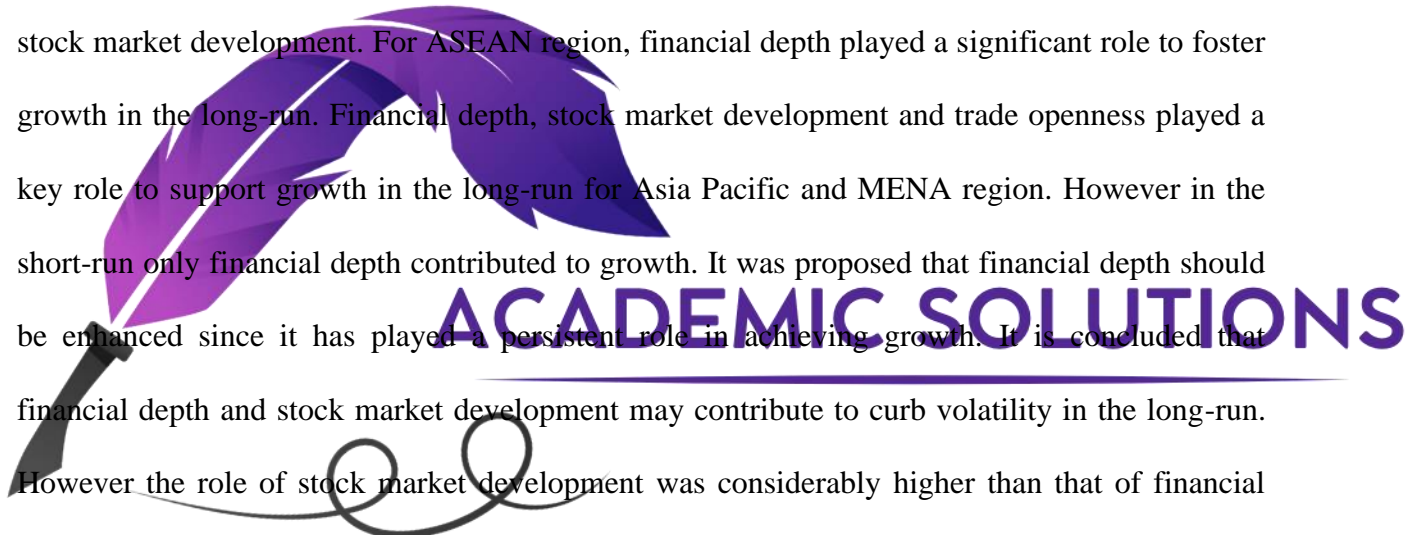 stock market development. For ASEAN region, financial depth played a significant role to foster
growth in the long-run. Financial depth, stock market development and trade openness played a
key role to support growth in the long-run for Asia Pacific and MENA region. However in the
short-run only financial depth contributed to growth. It was proposed that financial depth should
ACADEMIC SOLUTIONS
be enhanced since it has played a persistent role in achieving growth. It is concluded that
financial depth and stock market development may contribute to curb volatility in the long-run.
However the role of stock market development was considerably higher than that of financial